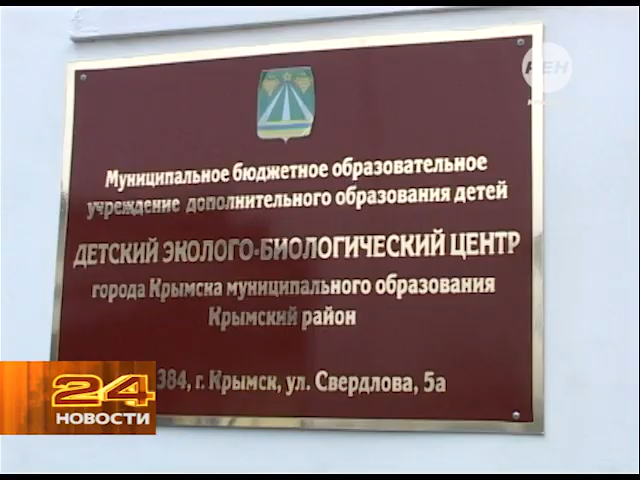 РЕН
Муниципальное бюджетное образовательное
учреждение дополнительного образования детей
ДЕТСКИЙ ЭКОЛОГО-БИОЛОГИЧЕСКИЙ ЦЕНТР
города Крымска муниципального образования
Крымский район
384, г. Крымск, ул. Свердлова, 5а
24
НОВОСТИ